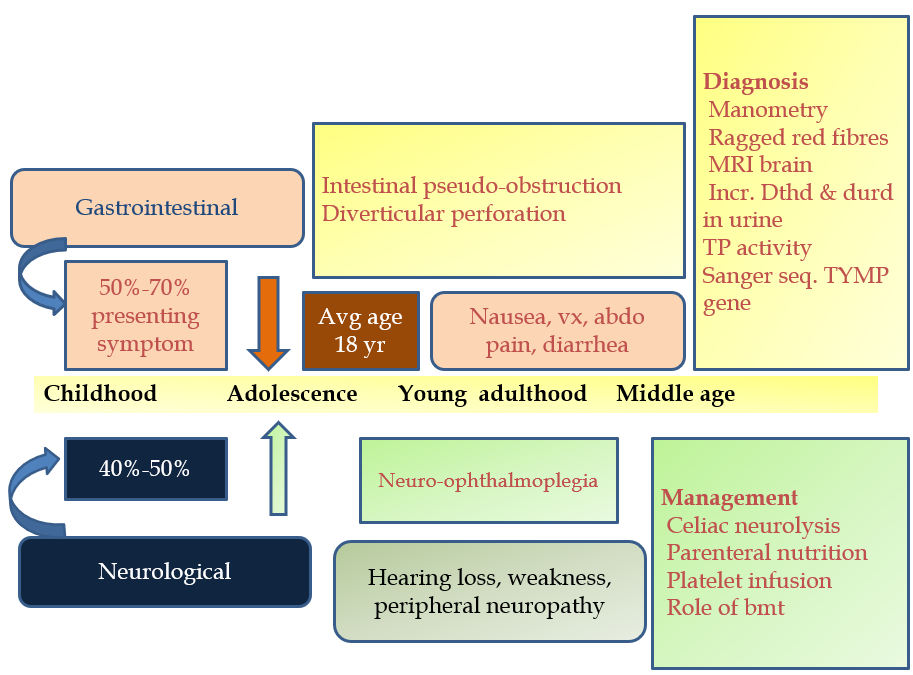 Gastrointestinal
50%-70%
presenting
symptom
Intestinal pseudo-obstruction
Diverticular perforation
Avg age
18 yr
Nausea, vx, abdo
pain, diarrhea
Diagnosis
Manometry
Ragged red fibres
MRI brain
Incr. Dthd & durd
in urine
TP activity
Sanger seq. TYMP
gene
Childhood Adolescence Young adulthood Middle age
40%-50%
Neurological
Neuro-ophthalmoplegia
Hearing loss, weakness,
peripheral neuropathy
Management
Celiac neurolysis
Parenteral nutrition
Platelet infusion
Role of bmt